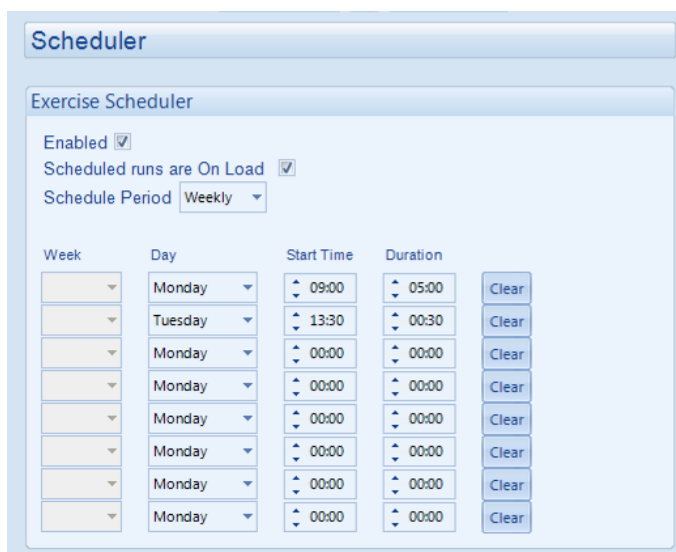 Scheduler
Exercise Scheduler
Enabled
Scheduled runs are On Load
Schedule Period Weekly
Week Day Start Time Duration
Monday 09:00 05:00 Clear
Tuesday 13:30 00:30 Clear
Monday 00:00 00:00 Clear
Monday 00:00 00:00 Clear
Monday 00:00 00:00 Clear
Monday 00:00 00:00 Clear
Monday 00:00 00:00 Clear
Monday 00:00 00:00 Clear